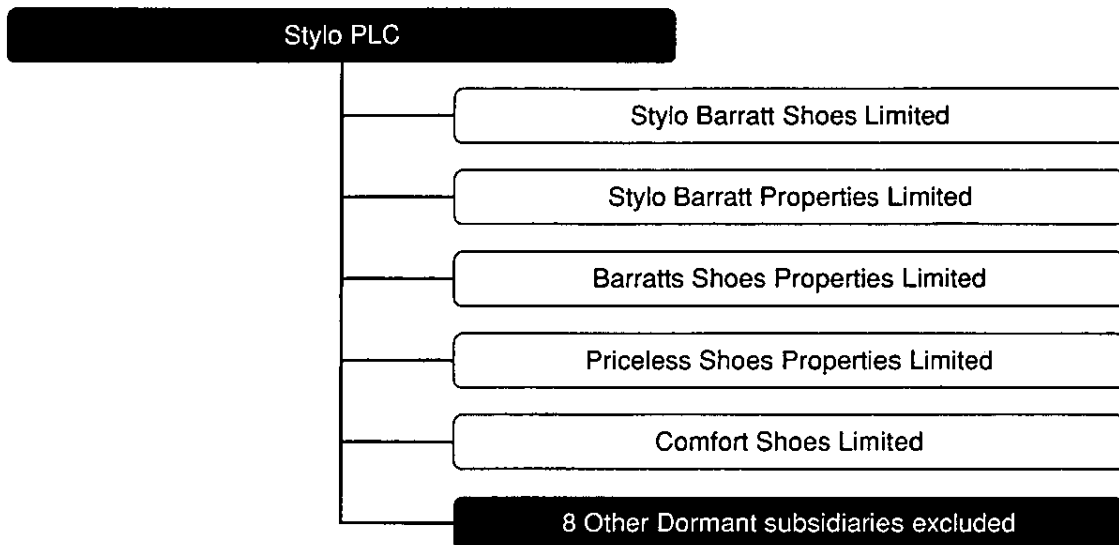 Stylo PLC
Stylo Barratt Shoes Limited
Stylo Barratt Properties Limited
Barratts Shoes Properties Limited
Priceless Shoes Properties Limited
Comfort Shoes Limited
8 Other Dormant subsidiaries excluded